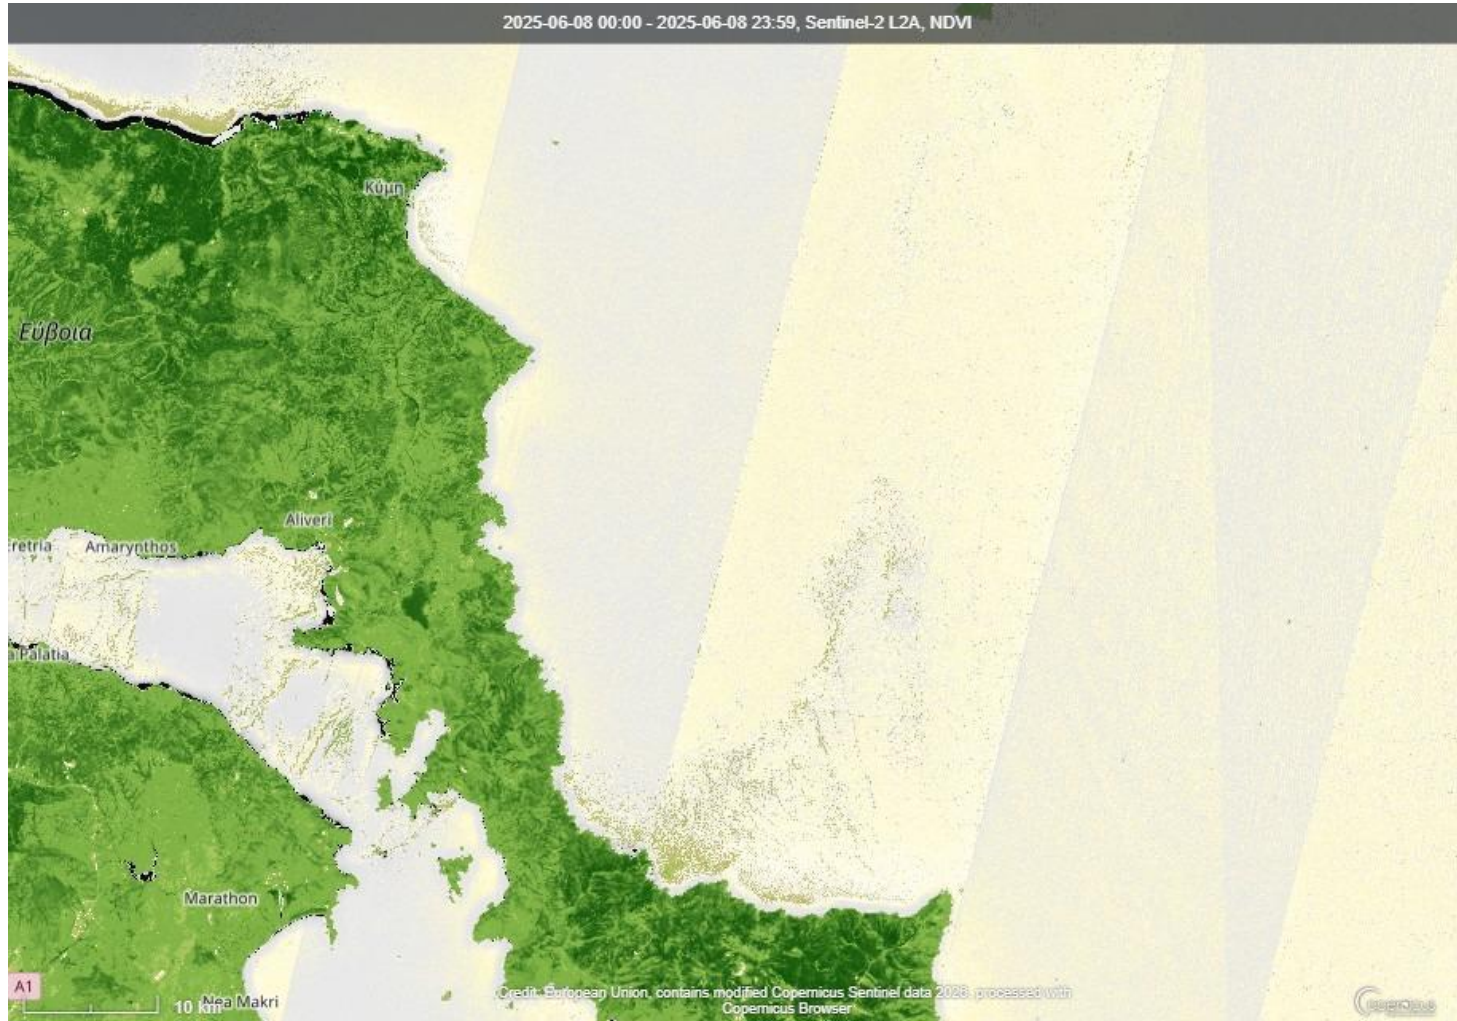 2025-06-08 00:00 - 2025-06-08 23:59, Sentinel-2 L2A, NDVI
Κύμη
Εύβοια
Aliveri
retria
Amarynthos
a Palatia
Marathon
A1
10 km
Nea Makri
Credit: European Union, contains modified Copernicus Sentinel data 2025, processed with
Copernicus Browser